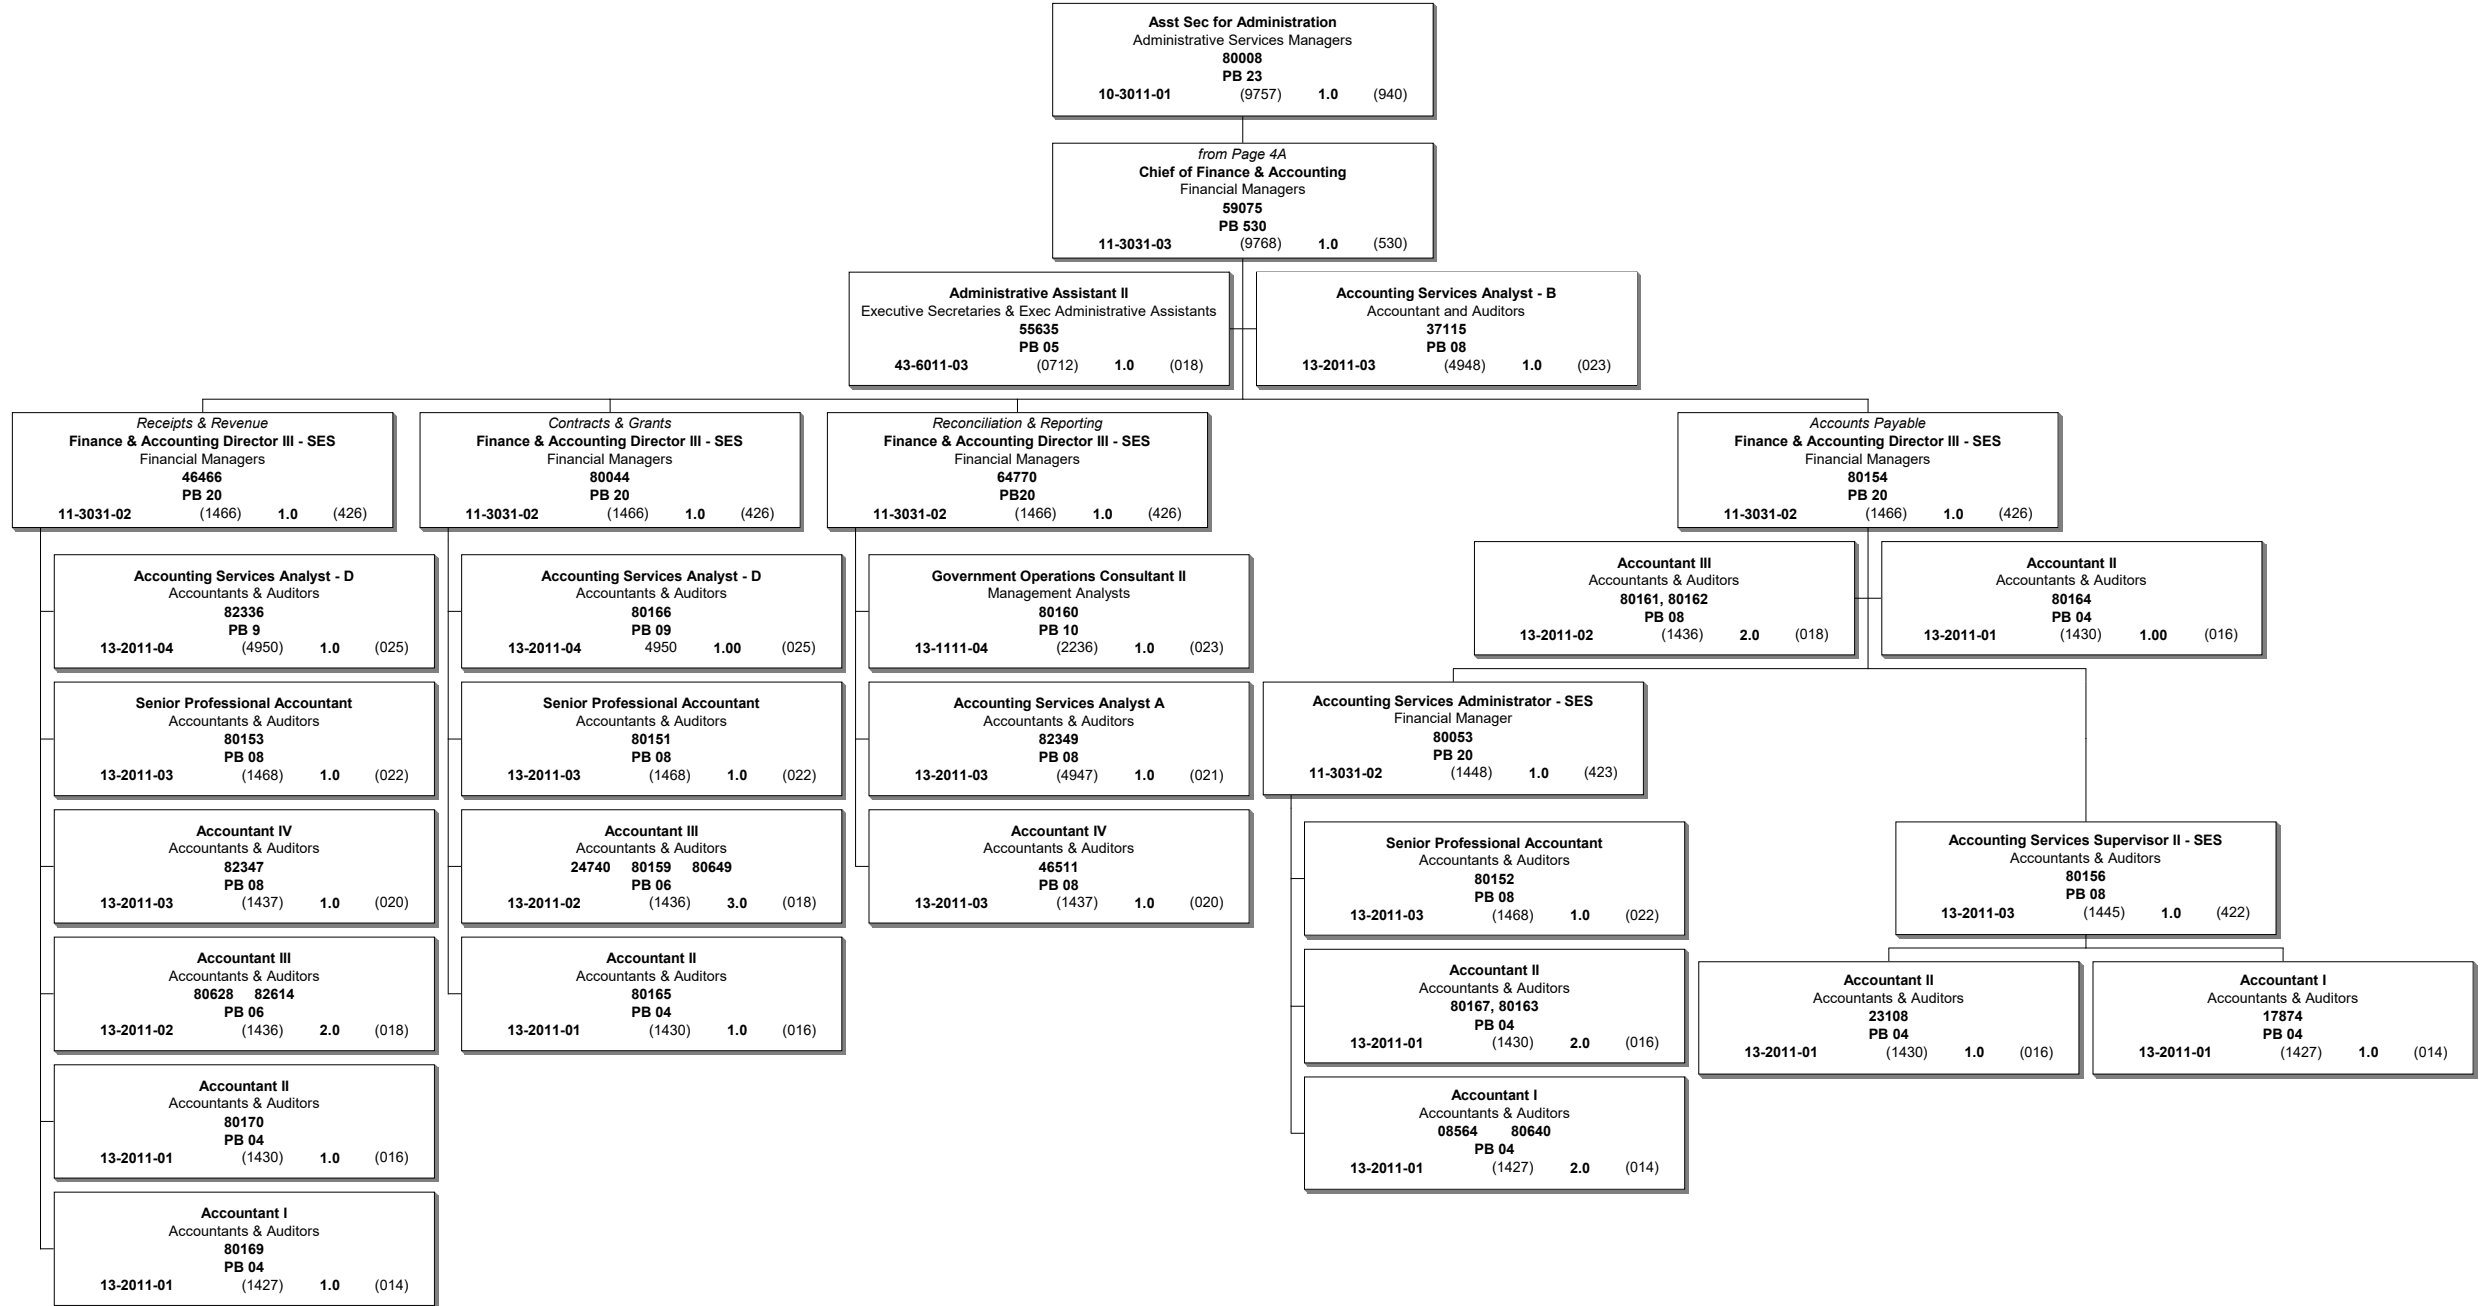 Asst Sec for Administration
Administrative Services Managers
80008
PB 23
10-3011-01 (9757) 1.0 (940)
from Page 4A
Chief of Finance & Accounting
Financial Managers
59075
PB 530
11-3031-03 (9768) 1.0 (530)
Administrative Assistant II
Executive Secretaries & Exec Administrative Assistants
55635
PB 05
43-6011-03 (0712) 1.0 (018)
Accounting Services Analyst - B
Accountant and Auditors
37115
PB 08
13-2011-03 (4948) 1.0 (023)
Receipts & Revenue
Finance & Accounting Director III - SES
Financial Managers
46466
PB 20
11-3031-02 (1466) 1.0 (426)
Accounting Services Analyst - D
Accountants & Auditors
82336
PB 9
13-2011-04 (4950) 1.0 (025)
Senior Professional Accountant
Accountants & Auditors
80153
PB 08
13-2011-03 (1468) 1.0 (022)
Accountant IV
Accountants & Auditors
82347
PB 08
13-2011-03 (1437) 1.0 (020)
Accountant III
Accountants & Auditors
80628 82614
PB 06
13-2011-02 (1436) 2.0 (018)
Accountant II
Accountants & Auditors
80170
PB 04
13-2011-01 (1430) 1.0 (016)
Accountant I
Accountants & Auditors
80169
PB 04
13-2011-01 (1427) 1.0 (014)
Contracts & Grants
Finance & Accounting Director III - SES
Financial Managers
80044
PB 20
11-3031-02 (1466) 1.0 (426)
Accounting Services Analyst - D
Accountants & Auditors
80166
PB 09
13-2011-04 4950 1.00 (025)
Senior Professional Accountant
Accountants & Auditors
80151
PB 08
13-2011-03 (1468) 1.0 (022)
Accountant III
Accountants & Auditors
24740 80159 80649
PB 06
13-2011-02 (1436) 3.0 (018)
Accountant II
Accountants & Auditors
80165
PB 04
13-2011-01 (1430) 1.0 (016)
Reconciliation & Reporting
Finance & Accounting Director III - SES
Financial Managers
64770
PB20
11-3031-02 (1466) 1.0 (426)
Government Operations Consultant II
Management Analysts
80160
PB 10
13-1111-04 (2236) 1.0 (023)
Accounting Services Analyst A
Accountants & Auditors
82349
PB 08
13-2011-03 (4947) 1.0 (021)
Accountant IV
Accountants & Auditors
46511
PB 08
13-2011-03 (1437) 1.0 (020)
Accounts Payable
Finance & Accounting Director III - SES
Financial Managers
80154
PB 20
11-3031-02 (1466) 1.0 (426)
Accountant III
Accountants & Auditors
80161, 80162
PB 08
13-2011-02 (1436) 2.0 (018)
Accountant II
Accountants & Auditors
80164
PB 04
13-2011-01 (1430) 1.00 (016)
Accounting Services Administrator - SES
Financial Manager
80053
PB 20
11-3031-02 (1448) 1.0 (423)
Senior Professional Accountant
Accountants & Auditors
80152
PB 08
13-2011-03 (1468) 1.0 (022)
Accountant II
Accountants & Auditors
80167, 80163
PB 04
13-2011-01 (1430) 2.0 (016)
Accountant I
Accountants & Auditors
08564 80640
PB 04
13-2011-01 (1427) 2.0 (014)
Accounting Services Supervisor II - SES
Accountants & Auditors
80156
PB 08
13-2011-03 (1445) 1.0 (422)
Accountant II
Accountants & Auditors
23108
PB 04
13-2011-01 (1430) 1.0 (016)
Accountant I
Accountants & Auditors
17874
PB 04
13-2011-01 (1427) 1.0 (014)